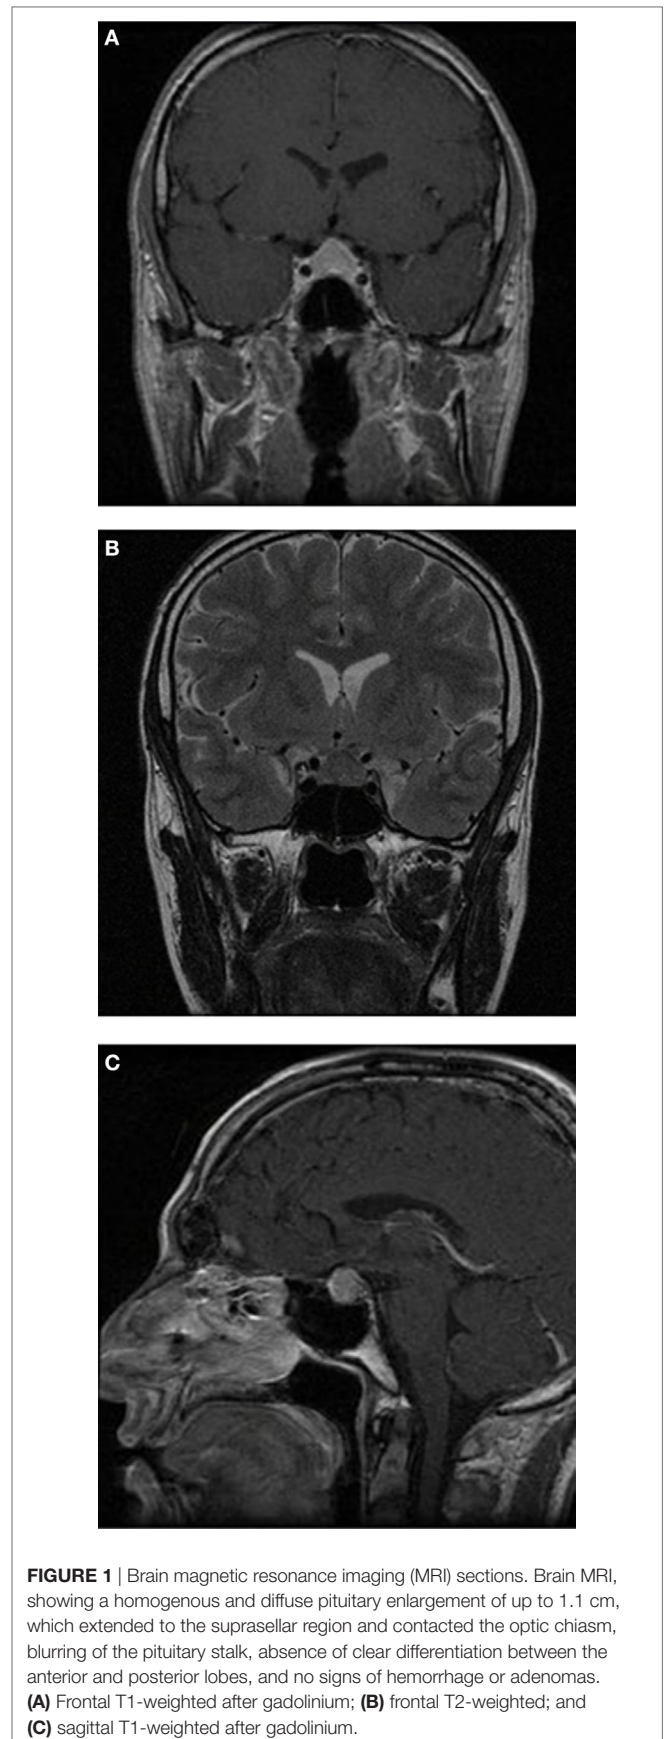 A
B
C
FIGURE 1 | Brain magnetic resonance imaging (MRI) sections. Brain MRI,
showing a homogenous and diffuse pituitary enlargement of up to 1.1 cm,
which extended to the suprasellar region and contacted the optic chiasm,
blurring of the pituitary stalk, absence of clear differentiation between the
anterior and posterior lobes, and no signs of hemorrhage or adenomas.
(A) Frontal T1-weighted after gadolinium; (B) frontal T2-weighted; and
(C) sagittal T1-weighted after gadolinium.